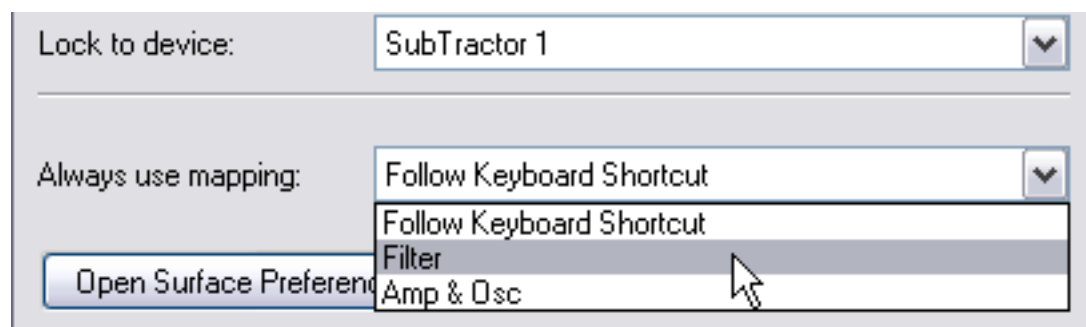 Lock to device: SubTractor 1
Always use mapping: Follow Keyboard Shortcut
Follow Keyboard Shortcut
Filter
Open Surface Preferen
Amp & Osc